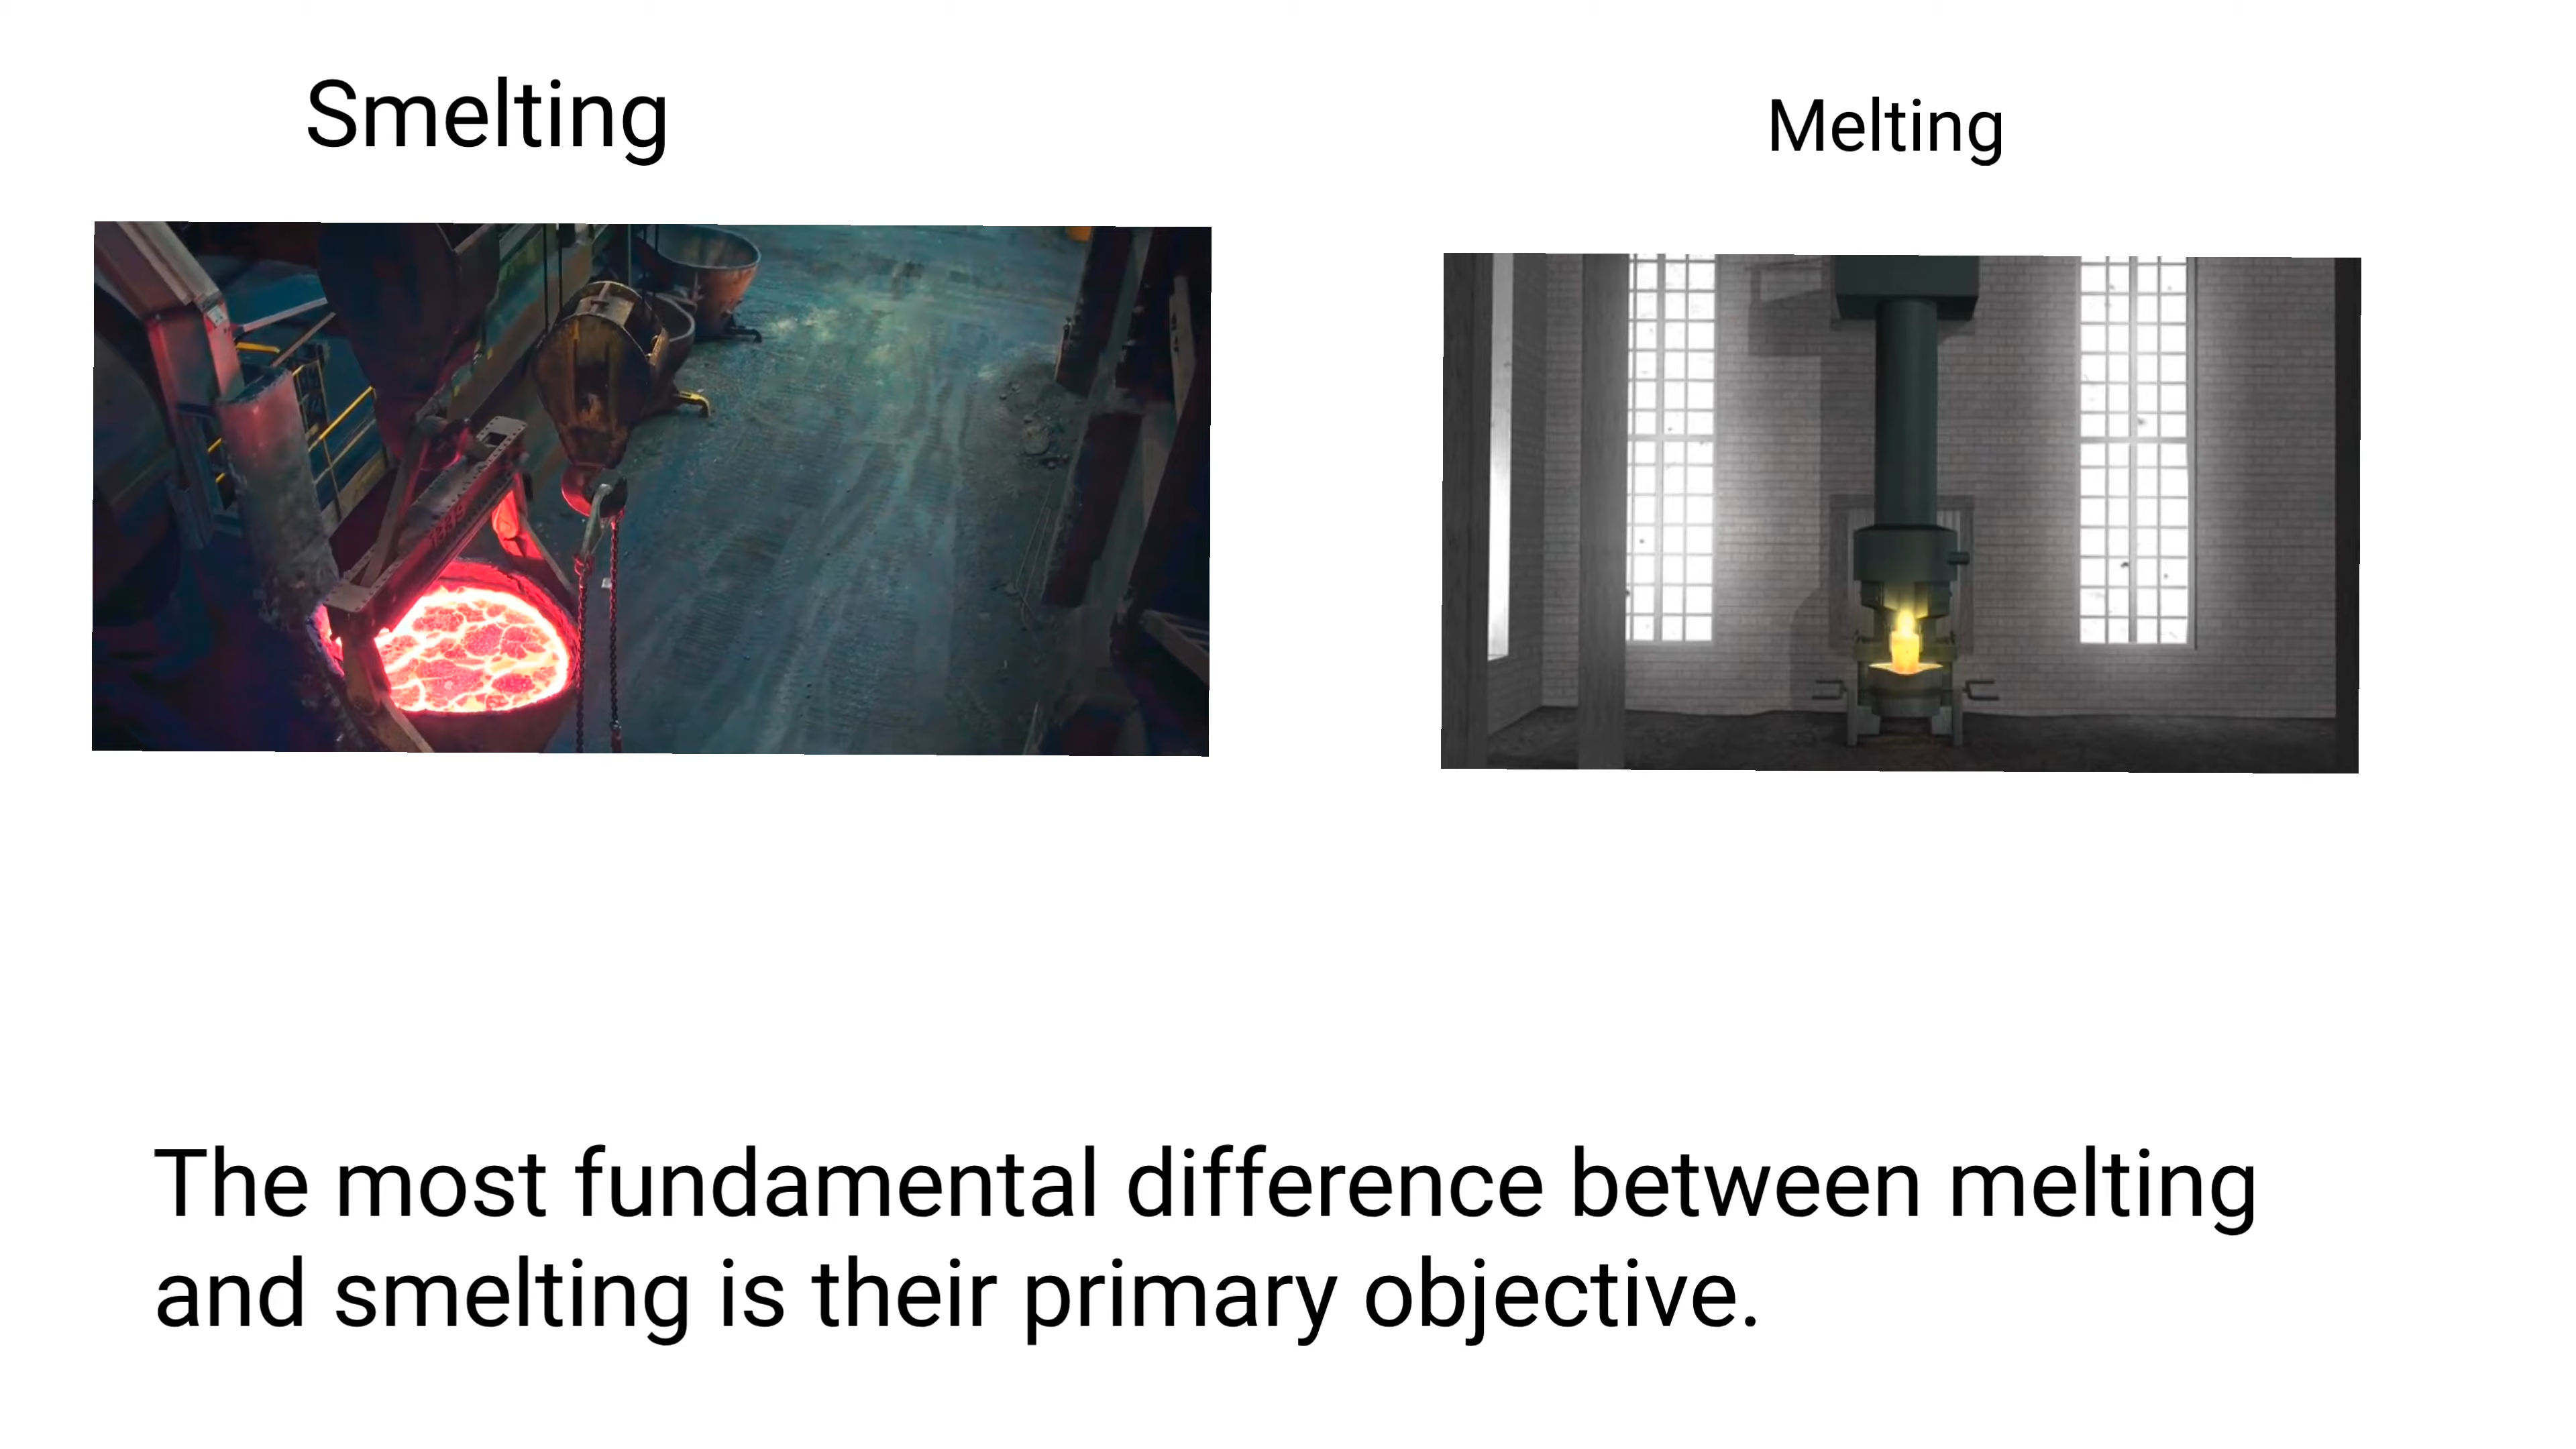 Smelting
Melting
The most fundamental difference between melting
and smelting is their primary objective.